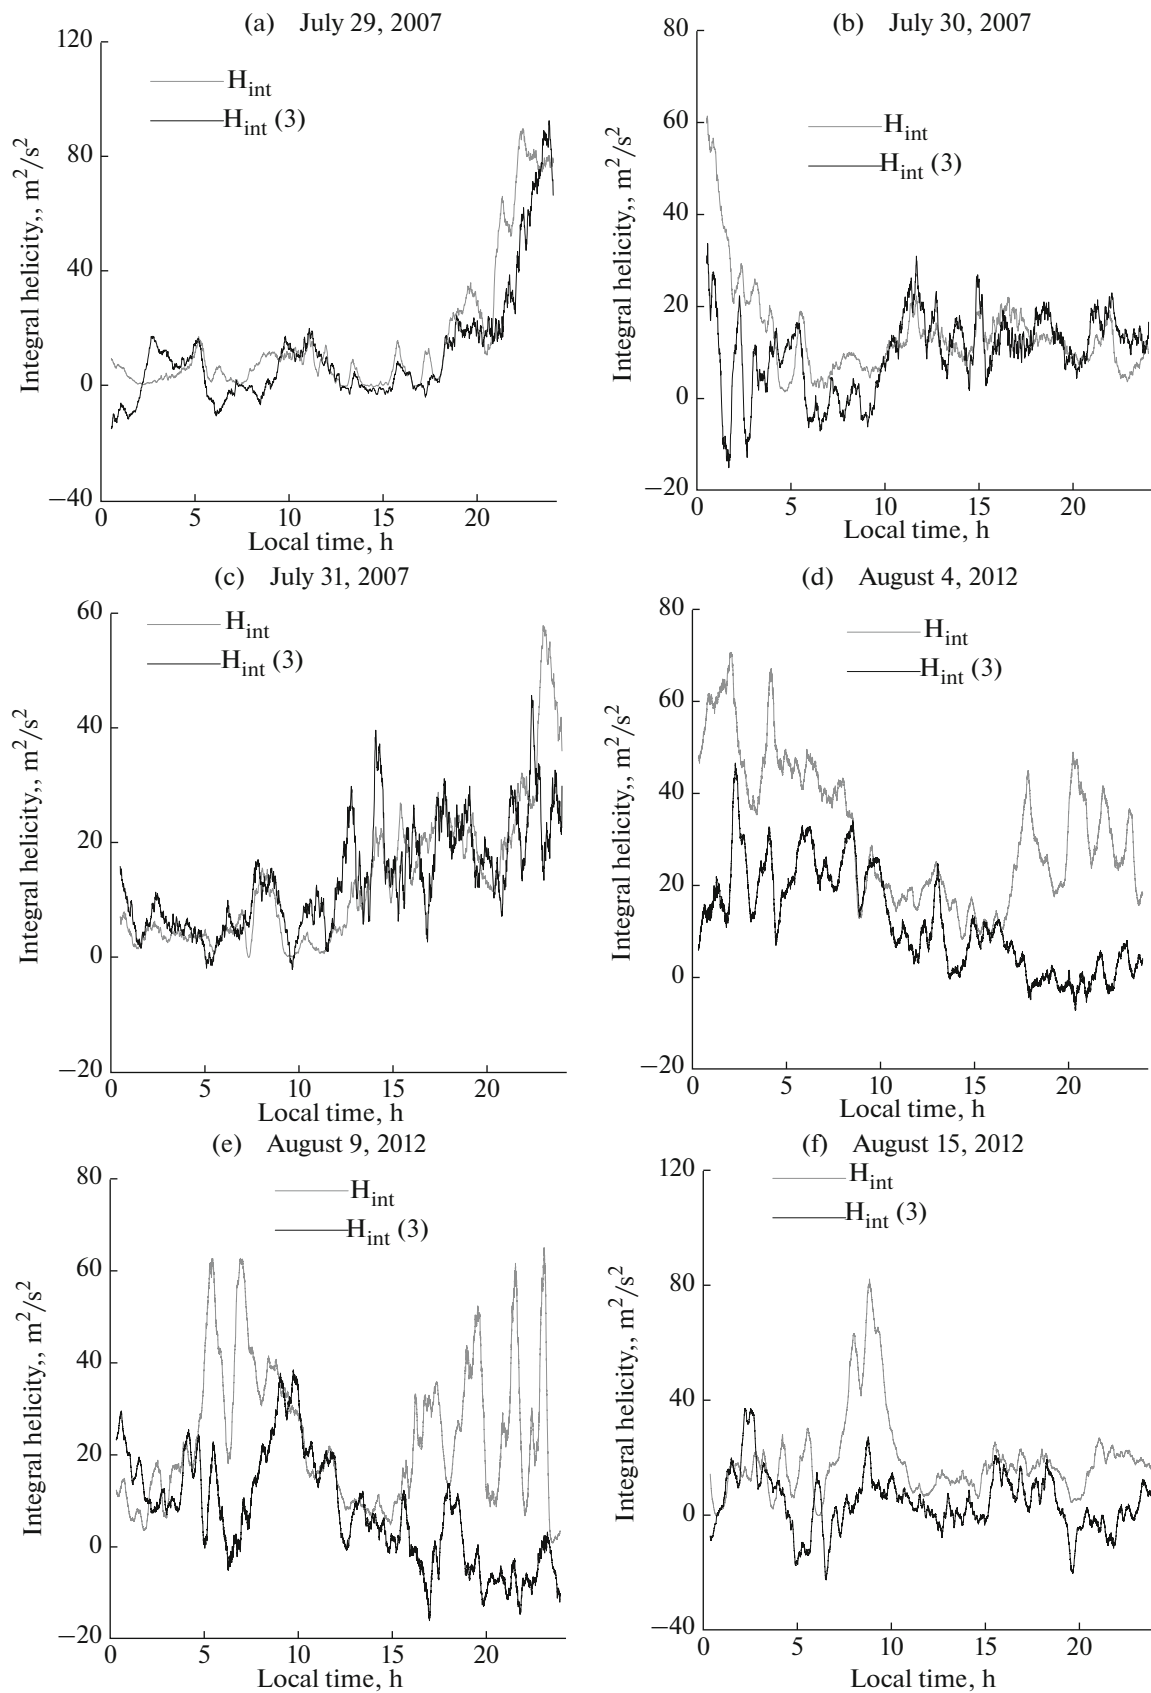 (a) July 29, 2007
120
80
40
0
−40
0 5 10 15 20
Local time, h
Integral helicity,, m²/s²
H_int
H_int (3)
(b) July 30, 2007
80
60
40
20
0
−20
0 5 10 15 20
Local time, h
Integral helicity,, m²/s²
H_int
H_int (3)
(c) July 31, 2007
60
40
20
0
−20
0 5 10 15 20
Local time, h
Integral helicity,, m²/s²
H_int
H_int (3)
(d) August 4, 2012
80
60
40
20
0
−20
0 5 10 15 20
Local time, h
Integral helicity,, m²/s²
H_int
H_int (3)
(e) August 9, 2012
80
60
40
20
0
−20
0 5 10 15 20
Local time, h
Integral helicity,, m²/s²
H_int
H_int (3)
(f) August 15, 2012
120
80
40
0
−40
0 5 10 15 20
Local time, h
Integral helicity,, m²/s²
H_int
H_int (3)